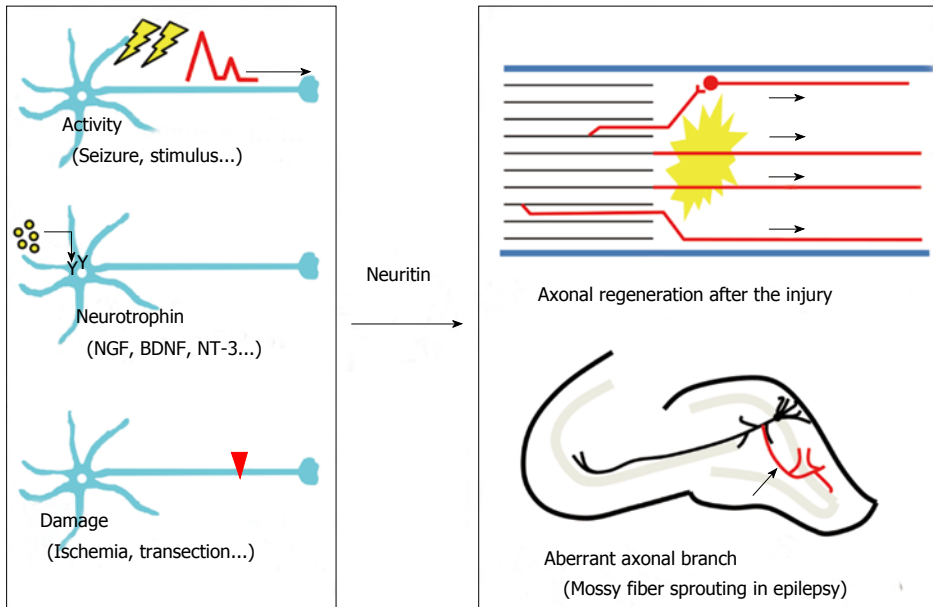 Activity
(Seizure, stimulus...)
YY
Neurotrophin
(NGF, BDNF, NT-3...)
Damage
(Ischemia, transection...)
Neuritin
Axonal regeneration after the injury
Aberrant axonal branch
(Mossy fiber sprouting in epilepsy)